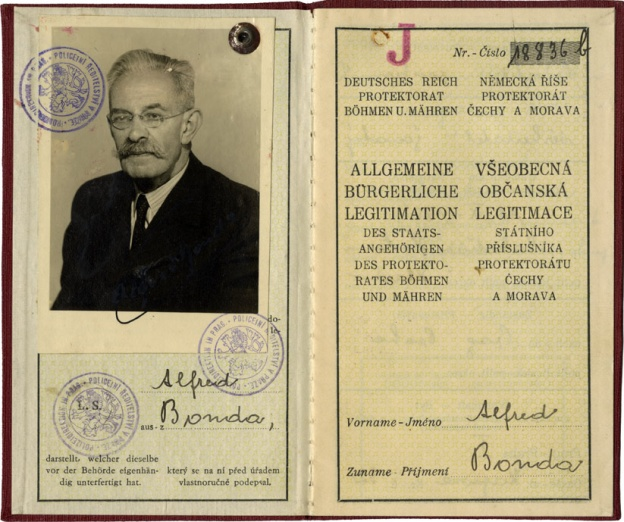 do-
le-
Alfred
L. S.
aus - z Bonda,
darstellt, welcher dieselbe
vor der Behörde eigenhän-
dig unterfertigt hat.
který se na ní před úřadem
vlastnoručně podepsal.
J
Nr. - Číslo 18836 b
DEUTSCHES REICH
PROTEKTORAT
BÖHMEN U. MÄHREN
NĚMECKÁ ŘÍŠE
PROTEKTORÁT
ČECHY A MORAVA
ALLGEMEINE
BÜRGERLICHE
LEGITIMATION
DES STAATS-
ANGEHÖRIGEN
DES PROTEKTO-
RATES BÖHMEN
UND MÄHREN
VŠEOBECNÁ
OBČANSKÁ
LEGITIMACE
STÁTNÍHO
PŘÍSLUŠNÍKA
PROTEKTORÁTU
ČECHY
A MORAVA
Vorname - Jméno Alfred
Zuname - Příjmení Bonda